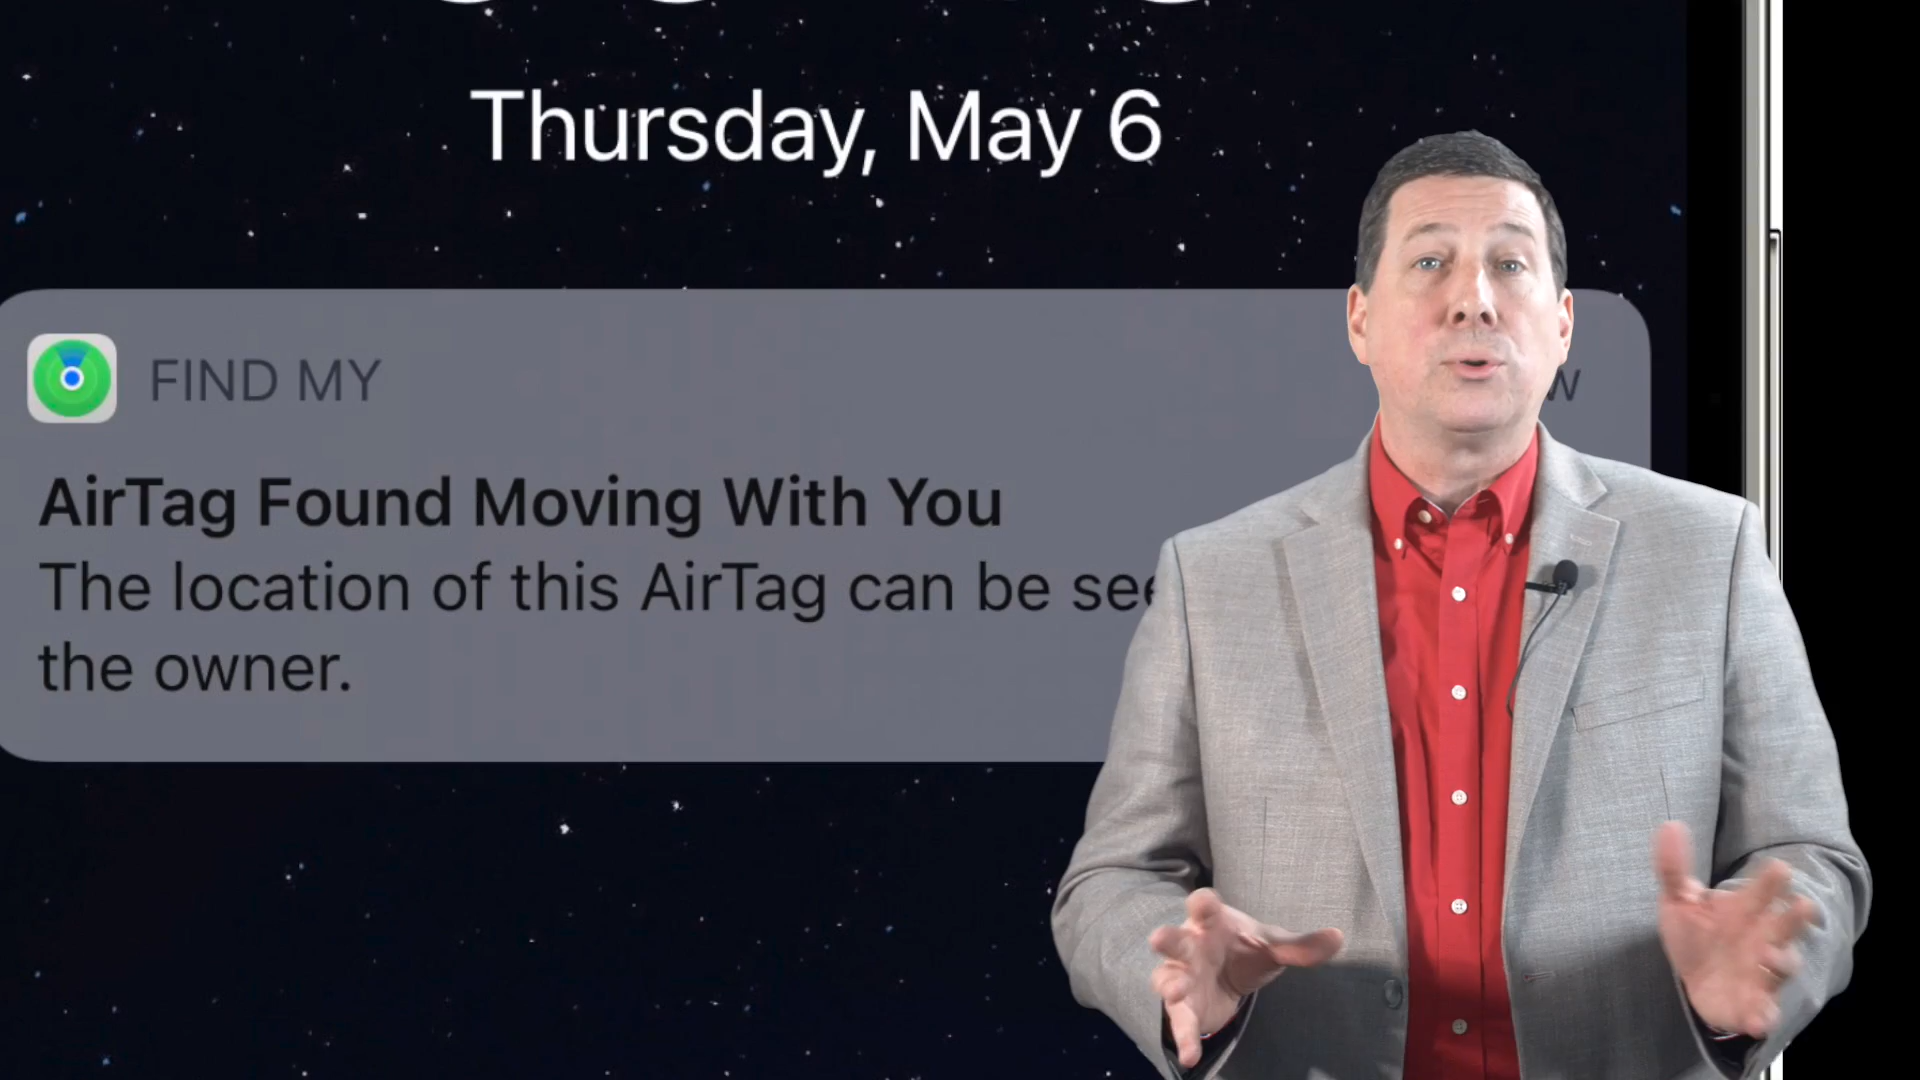 Thursday, May 6
FIND MY
AirTag Found Moving With You
The location of this AirTag can be
the owner.